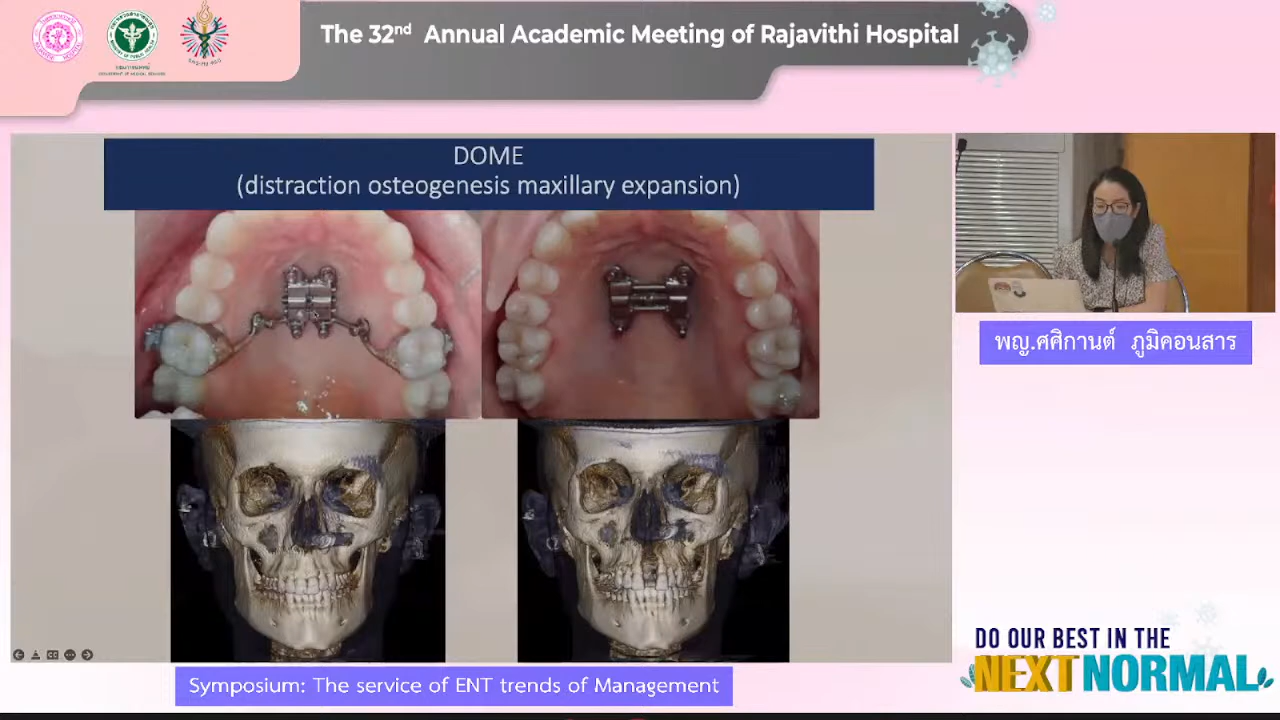 The 32nd Annual Academic Meeting of Rajavithi Hospital
DOME
(distraction osteogenesis maxillary expansion)
พญ.ศศิกานต์ ภูมิคอนสาร
DO OUR BEST IN THE
NEXT NORMAL
Symposium: The service of ENT trends of Management